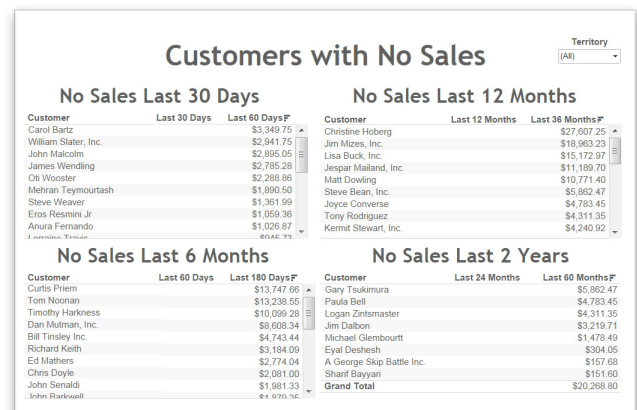 Customers with No Sales
Territory
(All)
No Sales Last 30 Days
Customer Last 30 Days Last 60 Days
Carol Bartz $3,349.75
William Slater, Inc. $2,941.75
John Malcolm $2,895.05
James Wendling $2,785.28
Oti Wooster $2,288.86
Mehran Teymourtash $1,890.50
Steve Weaver $1,361.99
Eros Resmini Jr $1,059.36
Anura Fernando $1,026.87
Lorraine Travis $945.73
No Sales Last 12 Months
Customer Last 12 Months Last 36 Months
Christine Hoberg $27,607.25
Jim Mizes, Inc. $18,963.23
Lisa Buck, Inc. $15,172.97
Jespar Mailand, Inc. $11,189.70
Matt Dowling $10,771.40
Steve Bean, Inc. $5,862.47
Joyce Converse $4,783.45
Tony Rodriguez $4,311.35
Kermit Stewart, Inc. $4,240.92
No Sales Last 6 Months
Customer Last 60 Days Last 180 Days
Curtis Priem $13,747.66
Tom Noonan $13,238.55
Timothy Harkness $10,099.28
Dan Mutman, Inc. $8,608.34
Bill Tinsley Inc. $4,743.44
Richard Keith $3,184.09
Ed Mathers $2,774.04
Chris Doyle $2,081.00
John Senaldi $1,981.33
John Barkwell $1,879.25
No Sales Last 2 Years
Customer Last 24 Months Last 60 Months
Gary Tsukimura $5,862.47
Paula Bell $4,783.45
Logan Zintsmaster $4,311.35
Jim Dalbon $3,219.71
Michael Glembourtt $1,478.49
Eyal Deshesh $304.05
A George Skip Battle Inc. $157.68
Sharif Bayyari $151.60
Grand Total $20,268.80